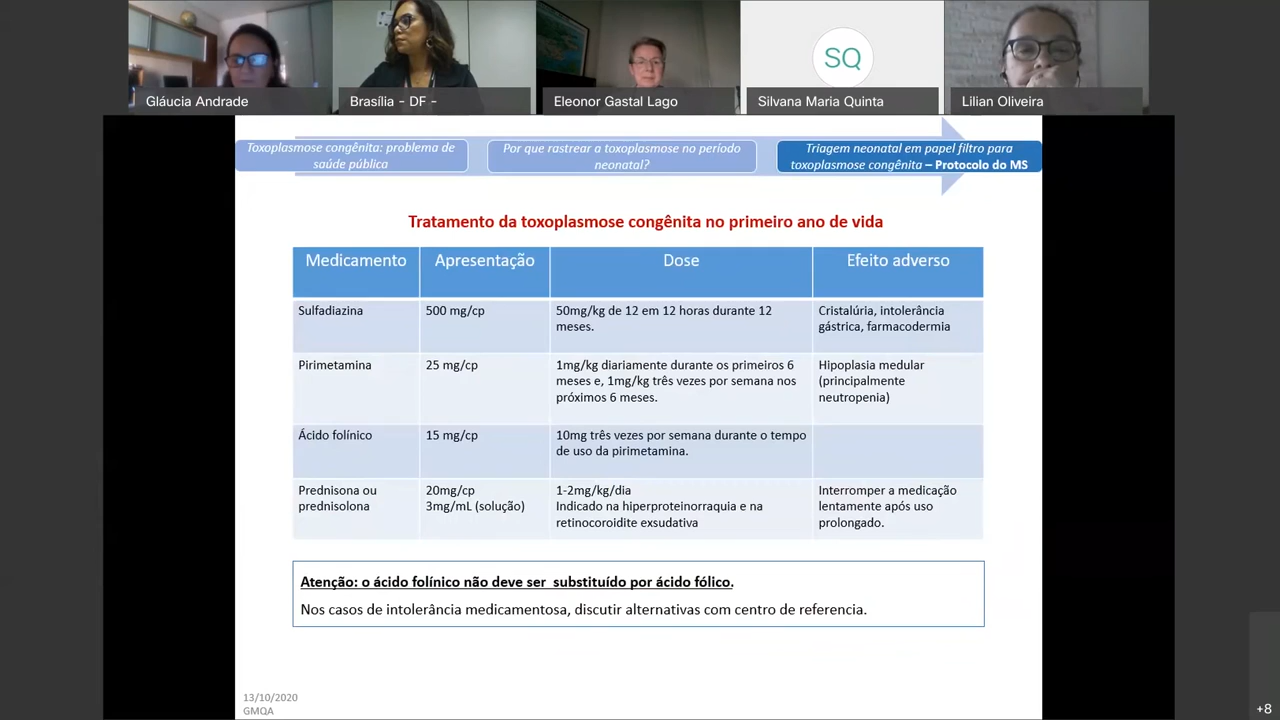 SQ
Gláucia Andrade
Brasília - DF -
Eleonor Gastal Lago
Silvana Maria Quinta
Lilian Oliveira
Toxoplasmose congênita: problema de
saúde pública
Por que rastrear a toxoplasmose no período
neonatal?
Triagem neonatal em papel filtro para
toxoplasmose congênita – Protocolo do MS
Tratamento da toxoplasmose congênita no primeiro ano de vida
Medicamento
Apresentação
Dose
Efeito adverso
Sulfadiazina
500 mg/cp
50mg/kg de 12 em 12 horas durante 12
meses.
Cristalúria, intolerância
gástrica, farmacodermia
Pirimetamina
25 mg/cp
1mg/kg diariamente durante os primeiros 6
meses e, 1mg/kg três vezes por semana nos
próximos 6 meses.
Hipoplasia medular
(principalmente
neutropenia)
Ácido folínico
15 mg/cp
10mg três vezes por semana durante o tempo
de uso da pirimetamina.
Prednisona ou
prednisolona
20mg/cp
3mg/mL (solução)
1-2mg/kg/dia
Indicado na hiperproteinorraquia e na
retinocoroidite exsudativa
Interromper a medicação
lentamente após uso
prolongado.
Atenção: o ácido folínico não deve ser substituído por ácido fólico.
Nos casos de intolerância medicamentosa, discutir alternativas com centro de referencia.
13/10/2020
GMQA
+8